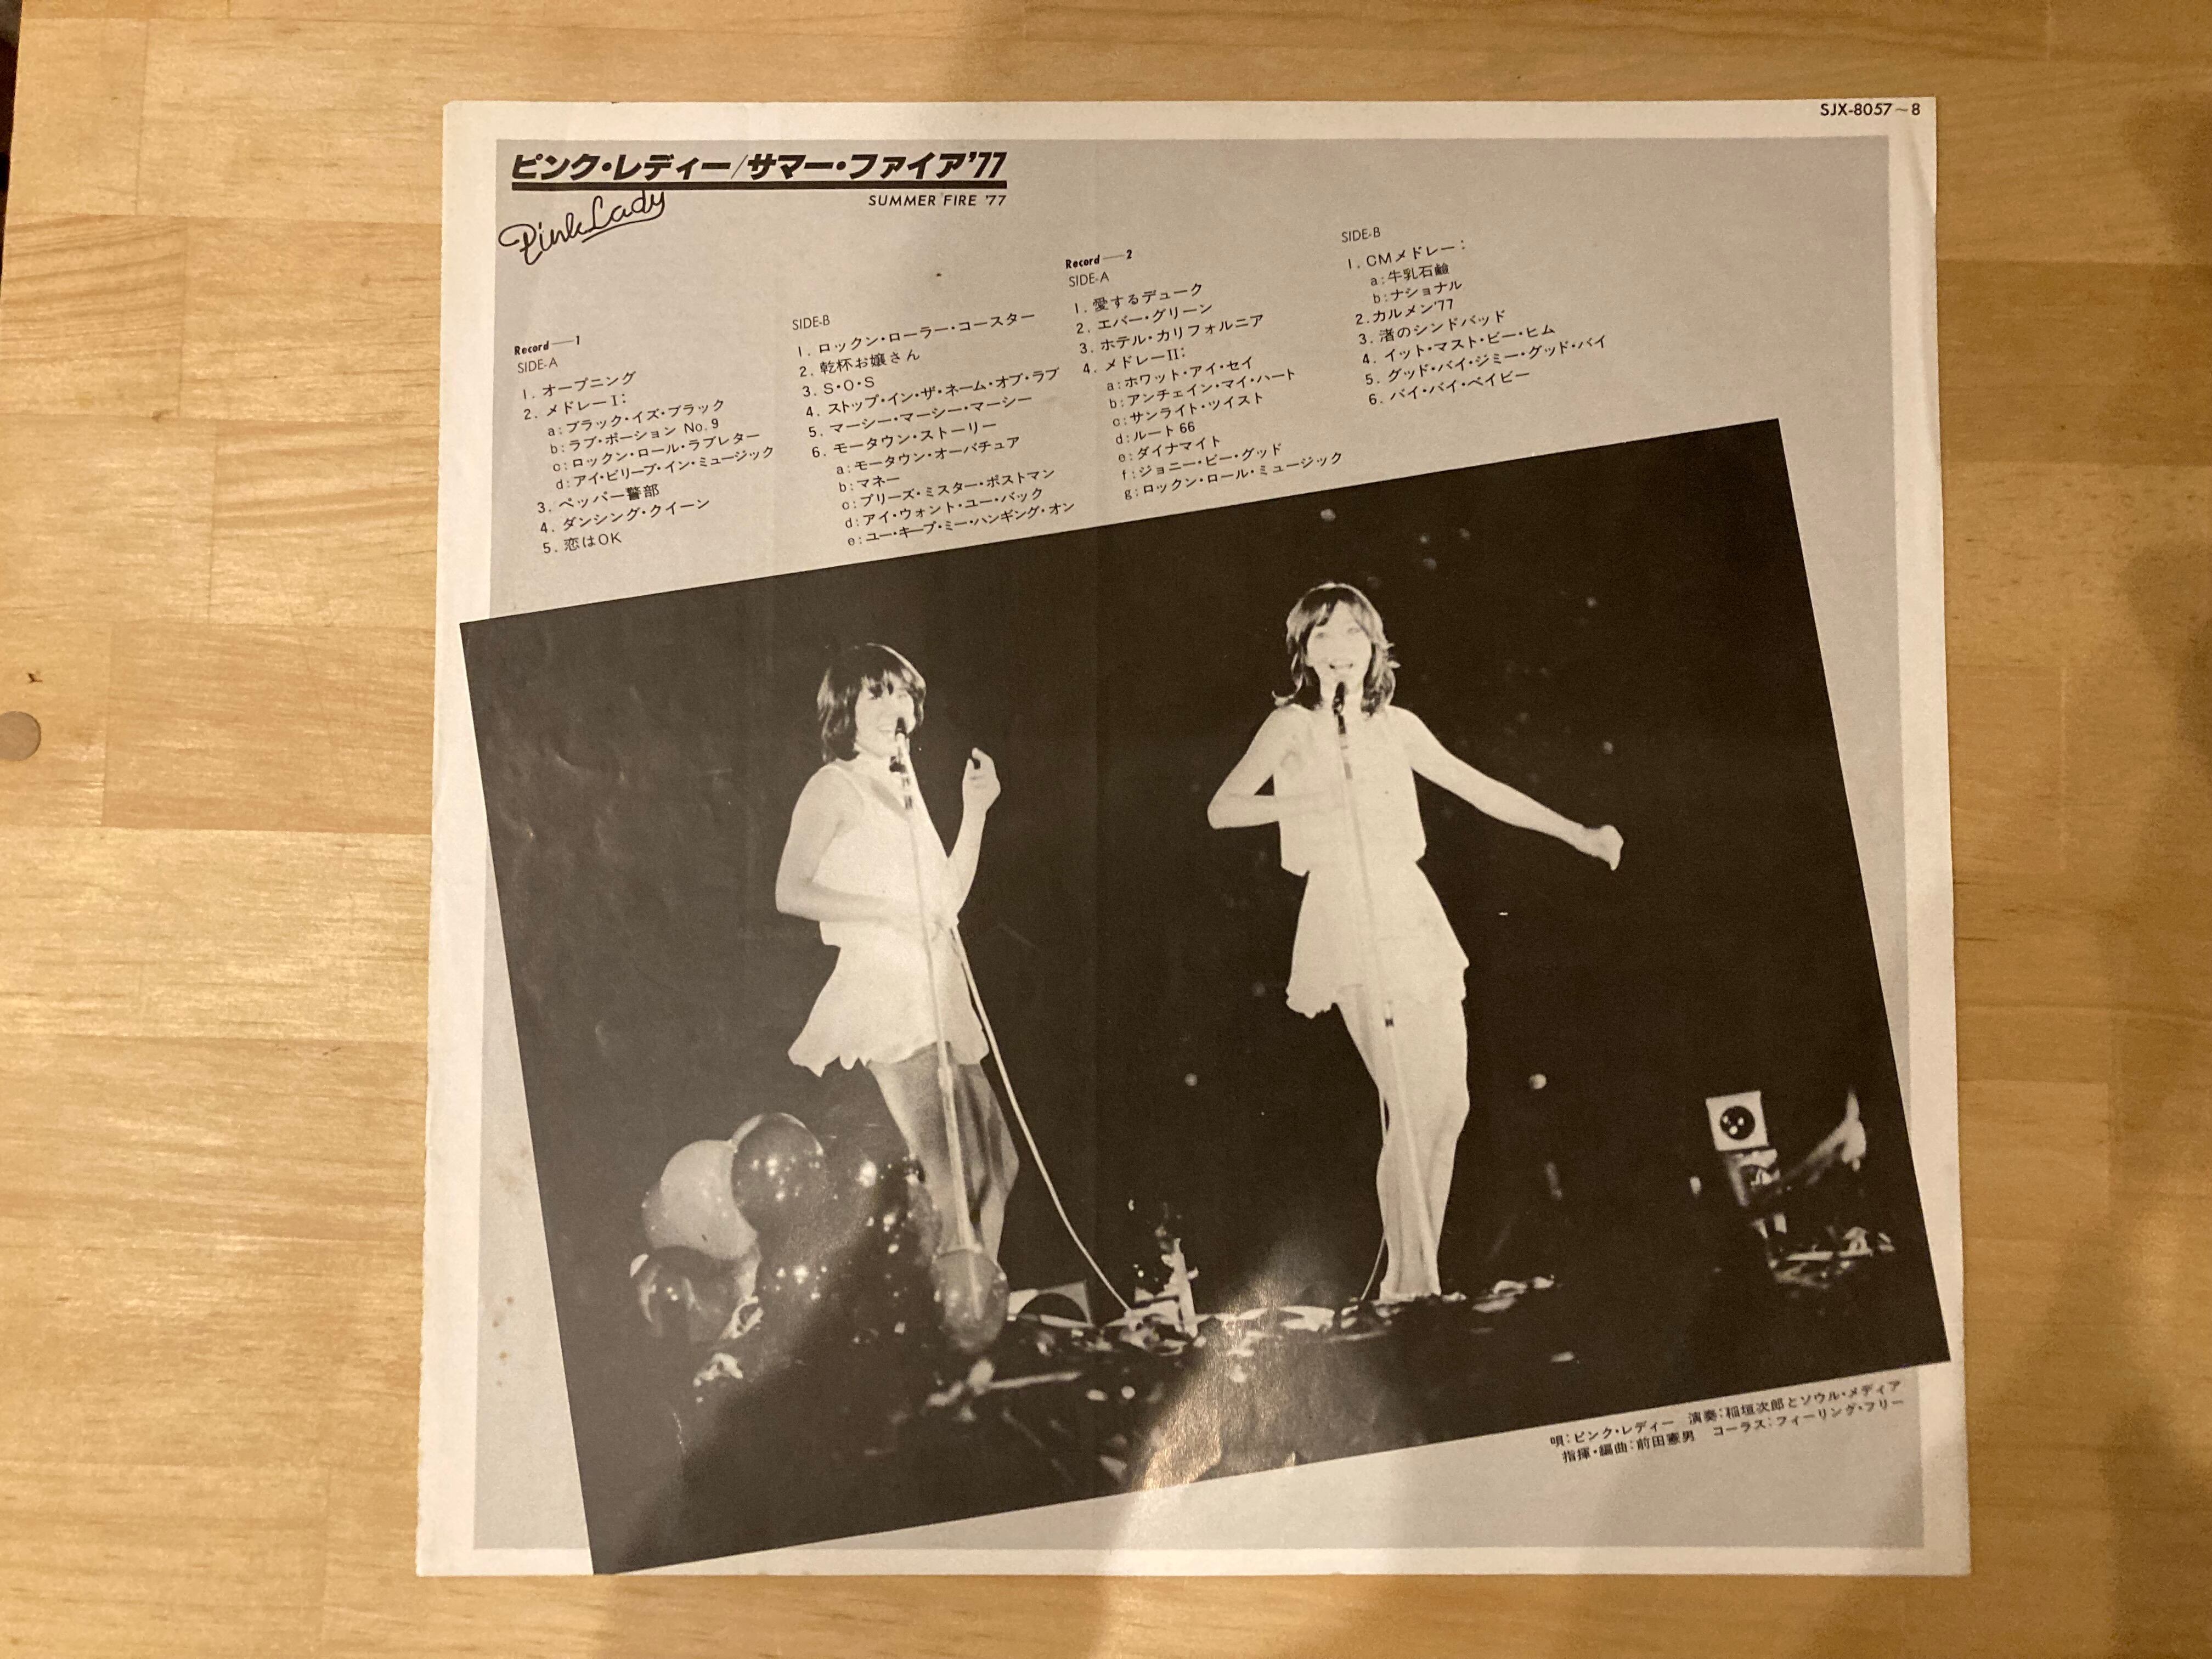 SJX-8057~8
ピンク・レディー/サマー・ファイア'77
SUMMER FIRE '77
Pink Lady
Record—1
SIDE-A
1. オープニング
2. メドレーI:
a:ブラック・イズ・ブラック
b:ラブ・ポーション No.9
c:ロックン・ロール・ラブレター
d:アイ・ビリーブ・イン・ミュージック
3. ペッパー警部
4. ダンシング・クイーン
5. 恋はOK
SIDE-B
1. ロックン・ローラー・コースター
2. 乾杯お嬢さん
3. S・O・S
4. ストップ・イン・ザ・ネーム・オブ・ラブ
5. マーシー・マーシー・マーシー
6. モータウン・ストーリー
a:モータウン・オーバチュア
b:マネー
c:プリーズ・ミスター・ポストマン
d:アイ・ウォント・ユー・バック
e:ユー・キープ・ミー・ハンギング・オン
Record—2
SIDE-A
1. 愛するデューク
2. エバー・グリーン
3. ホテル・カリフォルニア
4. メドレーII:
a:ホワット・アイ・セイ
b:アンチェイン・マイ・ハート
c:サンライト・ツイスト
d:ルート 66
e:ダイナマイト
f:ジョニー・ビー・グッド
g:ロックン・ロール・ミュージック
SIDE-B
1. CMメドレー:
a:牛乳石鹼
b:ナショナル
2.カルメン'77
3. 渚のシンドバッド
4. イット・マスト・ビー・ヒム
5. グッド・バイ・ジミー・グッド・バイ
6. バイ・バイ・ベイビー
唄:ピンク・レディー 演奏:稲垣次郎とソウル・メディア
指揮・編曲:前田憲男 コーラス:フィーリング・フリー